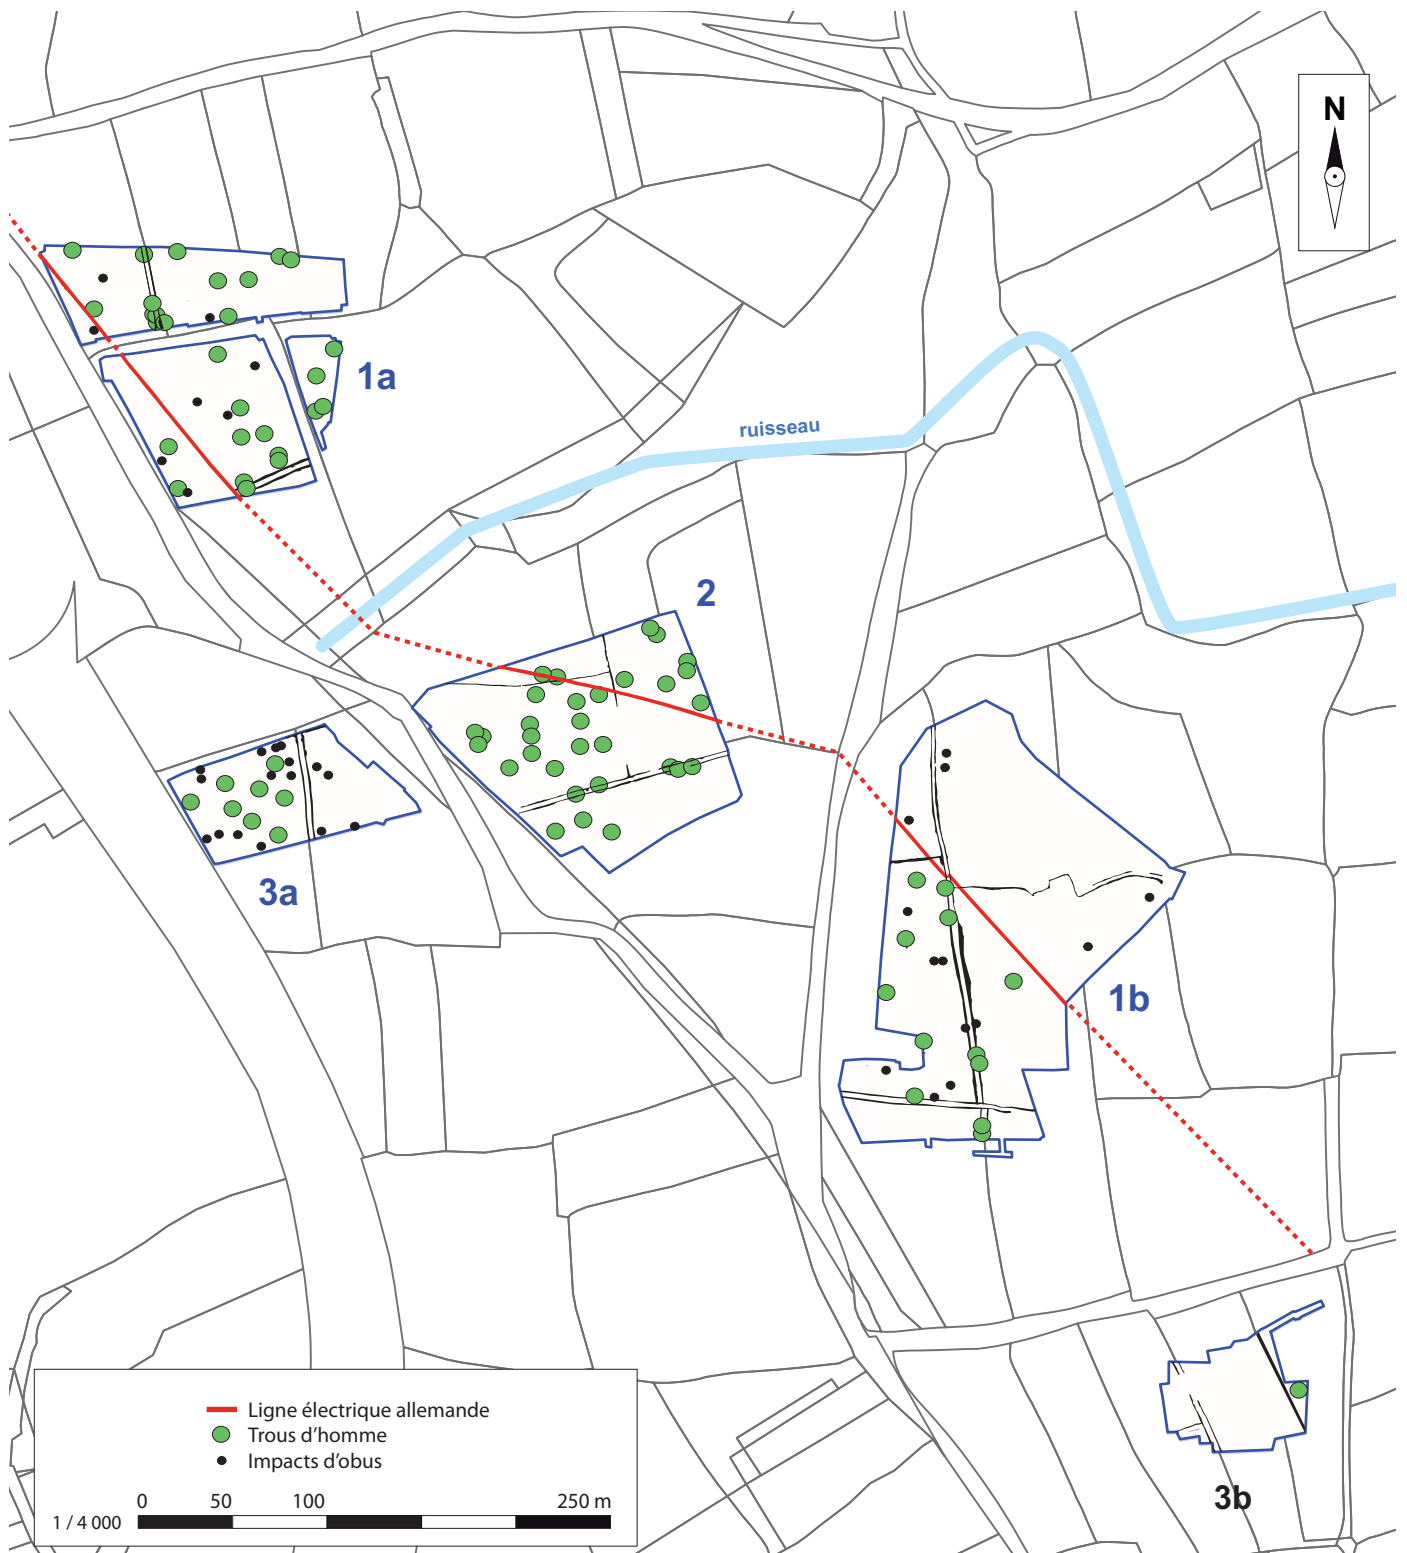 N
1a
ruisseau
2
3a
1b
3b
Ligne électrique allemande
Trous d'homme
Impacts d'obus
0 50 100 250 m
1 / 4 000